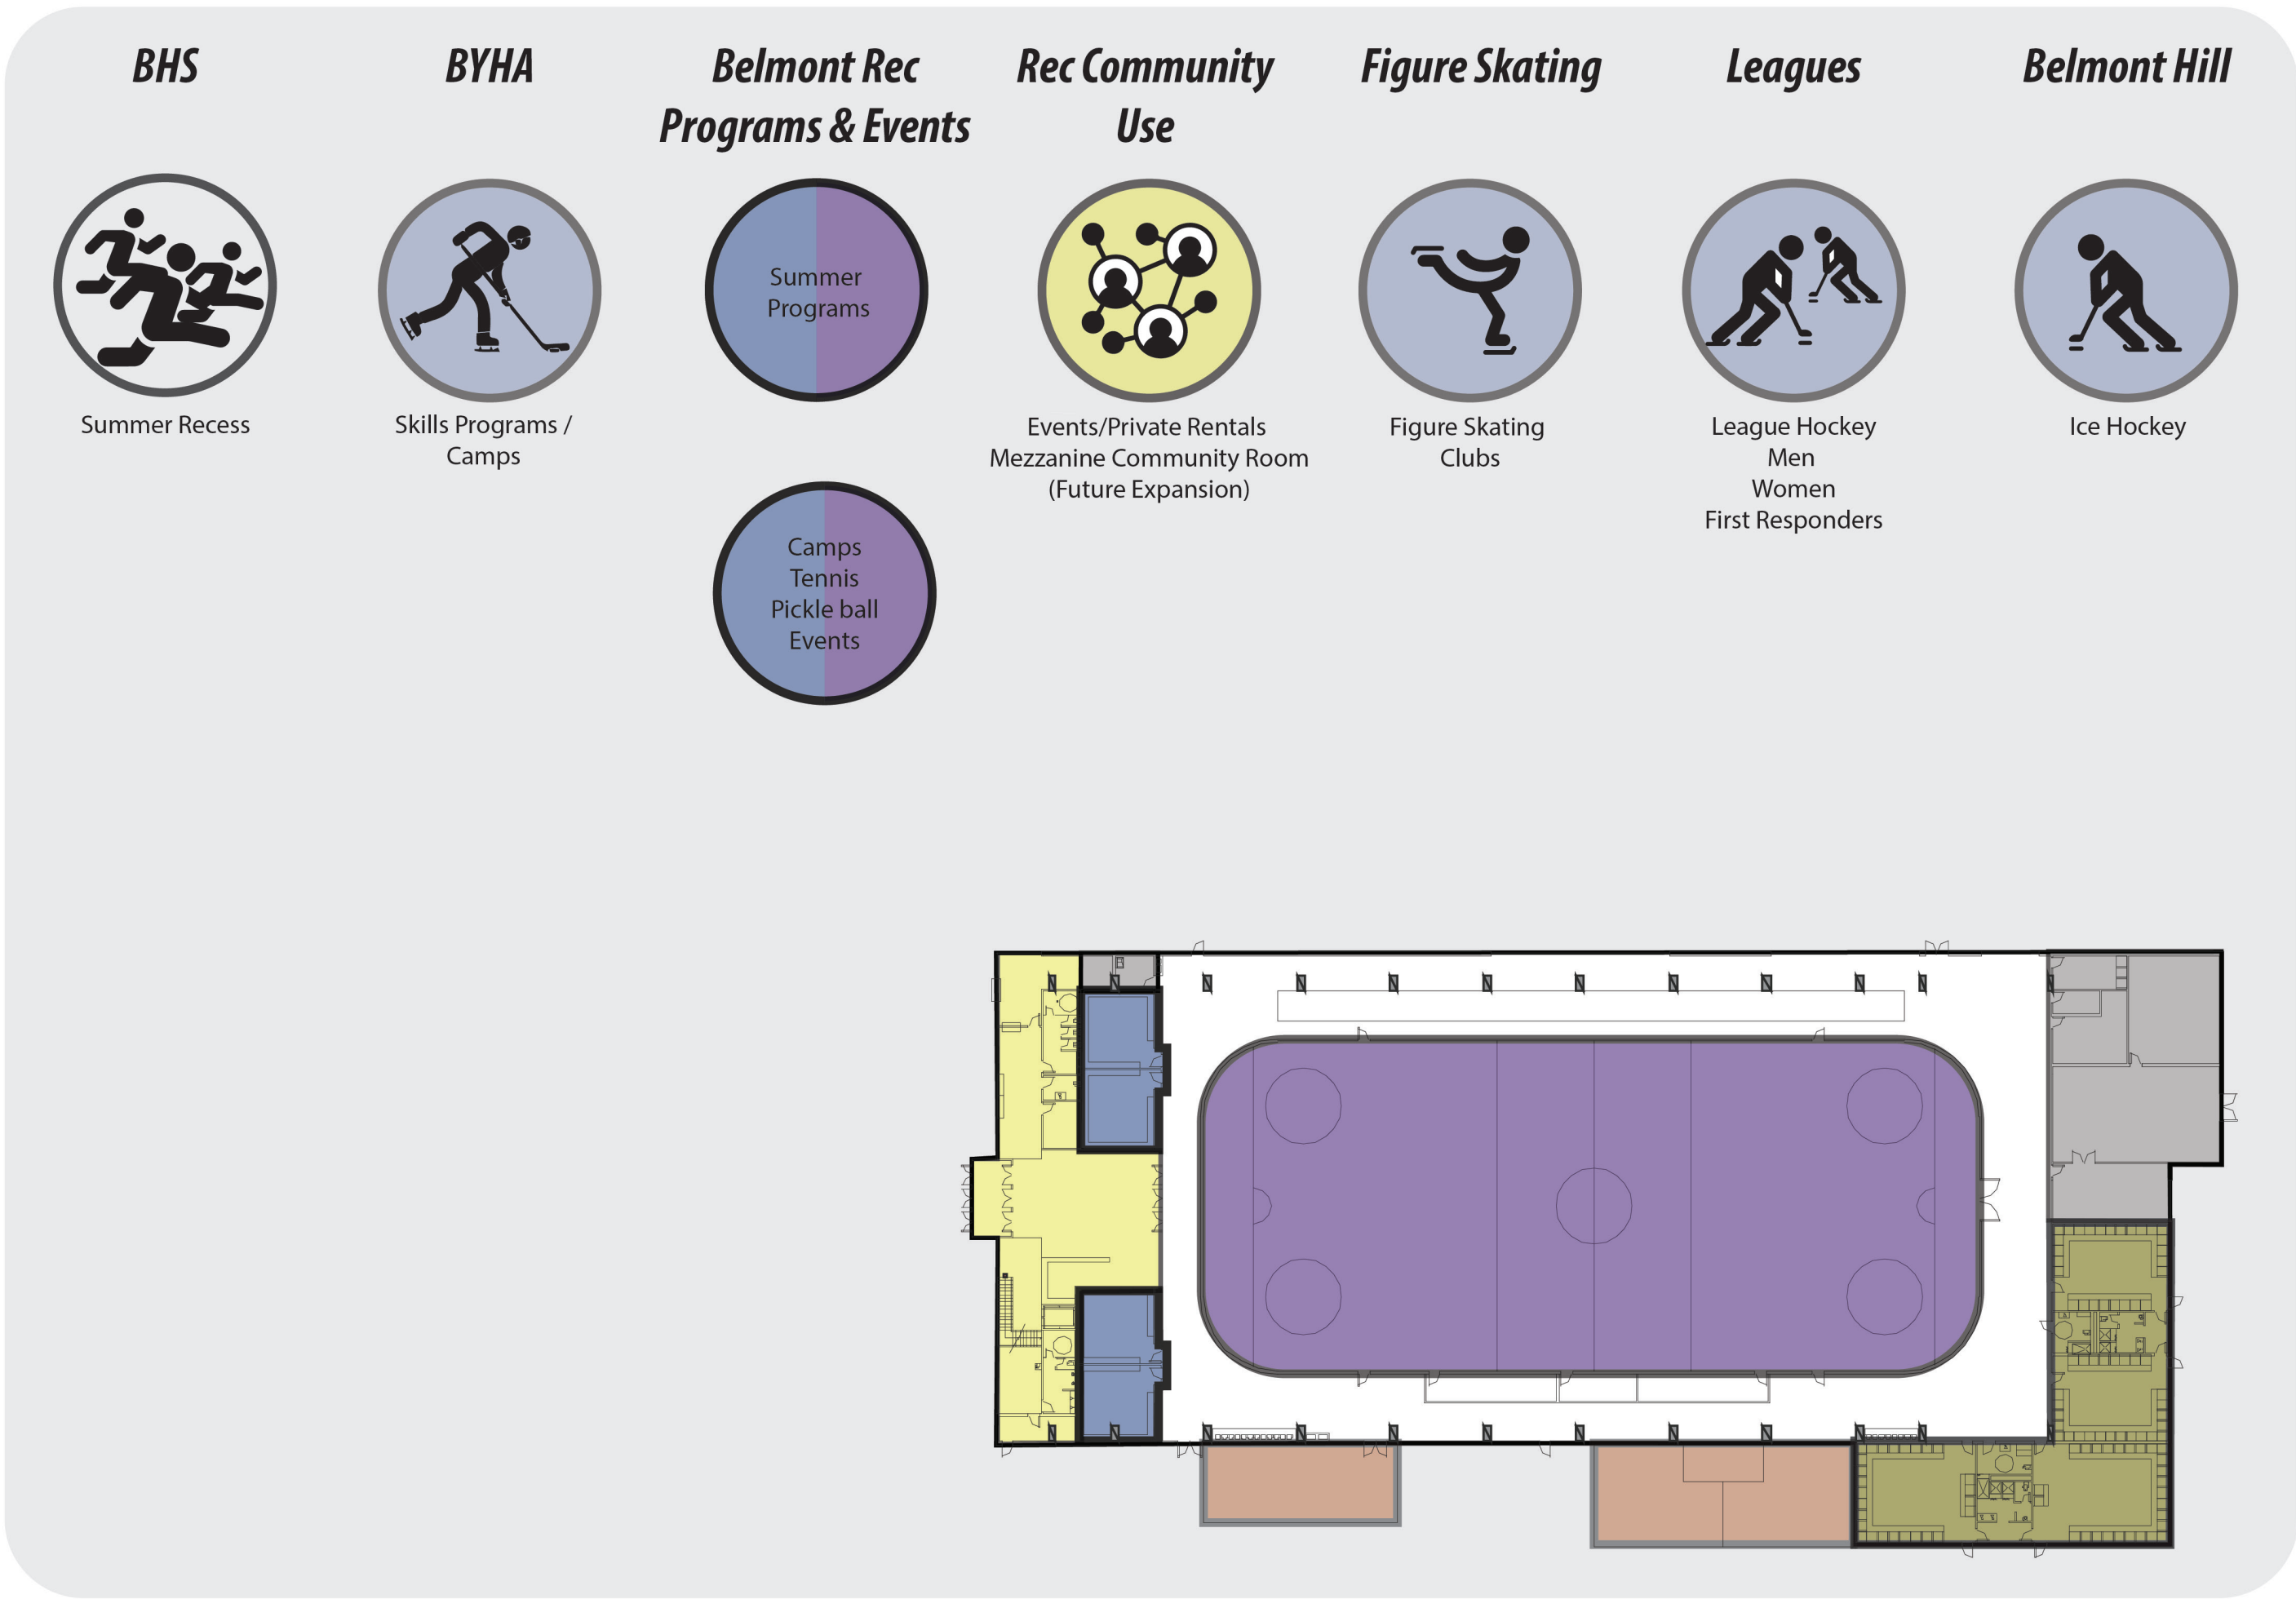 BHS
BYHA
Belmont Rec
Programs & Events
Rec Community
Use
Figure Skating
Leagues
Belmont Hill
Summer Recess
Skills Programs /
Camps
Summer
Programs
Camps
Tennis
Pickle ball
Events
Events/Private Rentals
Mezzanine Community Room
(Future Expansion)
Figure Skating
Clubs
League Hockey
Men
Women
First Responders
Ice Hockey